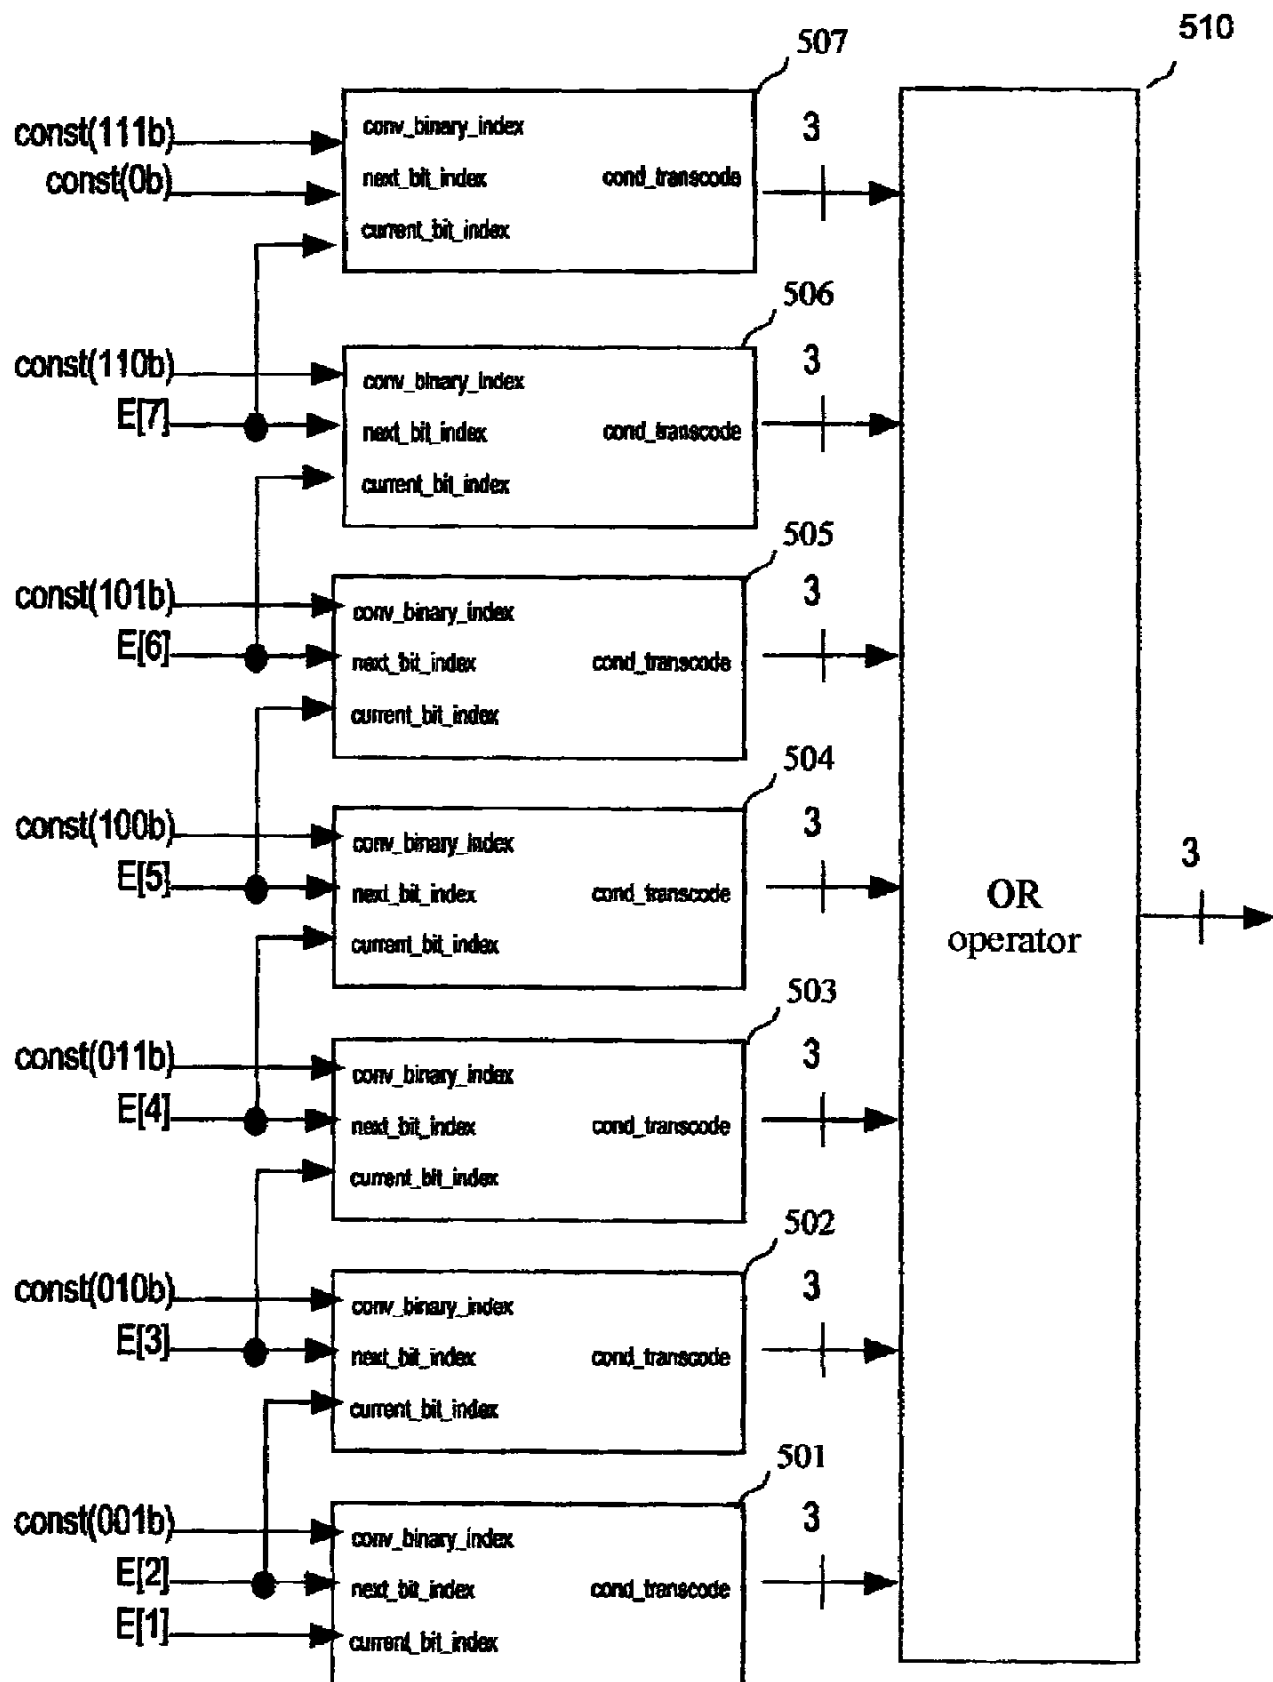 507
510
const(111b)
conv_binary_index
3
const(0b)
next_bit_index
cond_transcode
current_bit_index
506
const(110b)
conv_binary_index
3
E[7]
next_bit_index
cond_transcode
current_bit_index
505
const(101b)
conv_binary_index
3
E[6]
next_bit_index
cond_transcode
current_bit_index
504
const(100b)
conv_binary_index
3
E[5]
next_bit_index
cond_transcode
current_bit_index
OR
operator
3
503
const(011b)
conv_binary_index
3
E[4]
next_bit_index
cond_transcode
current_bit_index
502
const(010b)
conv_binary_index
3
E[3]
next_bit_index
cond_transcode
current_bit_index
501
const(001b)
conv_binary_index
3
E[2]
next_bit_index
cond_transcode
E[1]
current_bit_index